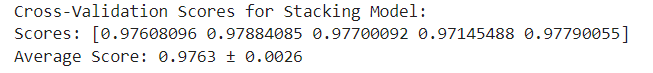 Cross-Validation Scores for Stacking Model:
Scores: [0.97608096 0.97884085 0.97700092 0.97145488 0.97790055]
Average Score: 0.9763 ± 0.0026